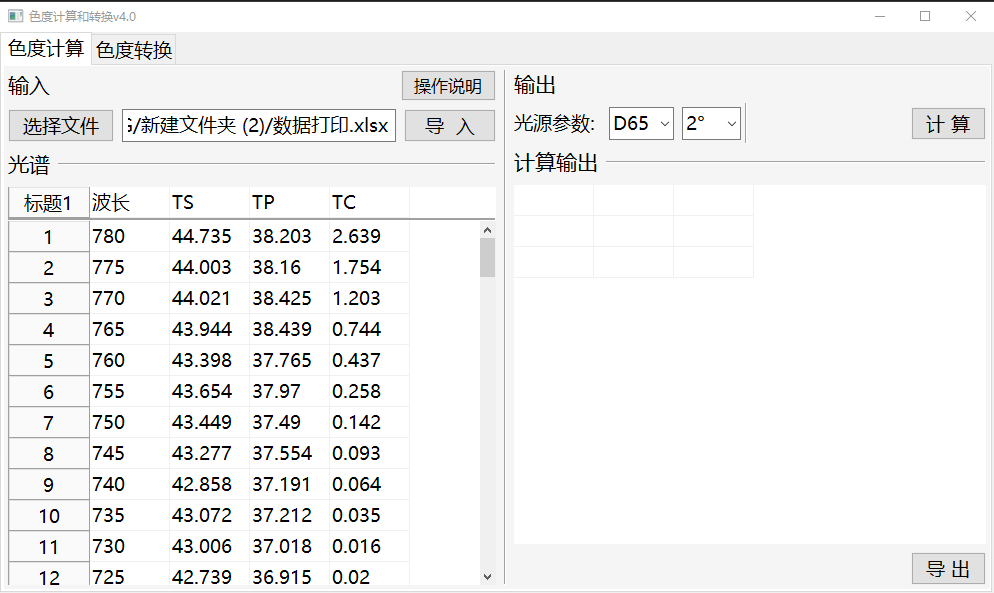 色度计算和转换v4.0
色度计算 色度转换
输入 操作说明
选择文件 /新建文件夹 (2)/数据打印.xlsx 导 入
光谱
标题1 波长 TS TP TC
1 780 44.735 38.203 2.639
2 775 44.003 38.16 1.754
3 770 44.021 38.425 1.203
4 765 43.944 38.439 0.744
5 760 43.398 37.765 0.437
6 755 43.654 37.97 0.258
7 750 43.449 37.49 0.142
8 745 43.277 37.554 0.093
9 740 42.858 37.191 0.064
10 735 43.072 37.212 0.035
11 730 43.006 37.018 0.016
12 725 42.739 36.915 0.02
输出
光源参数: D65 2° 计 算
计算输出
导 出